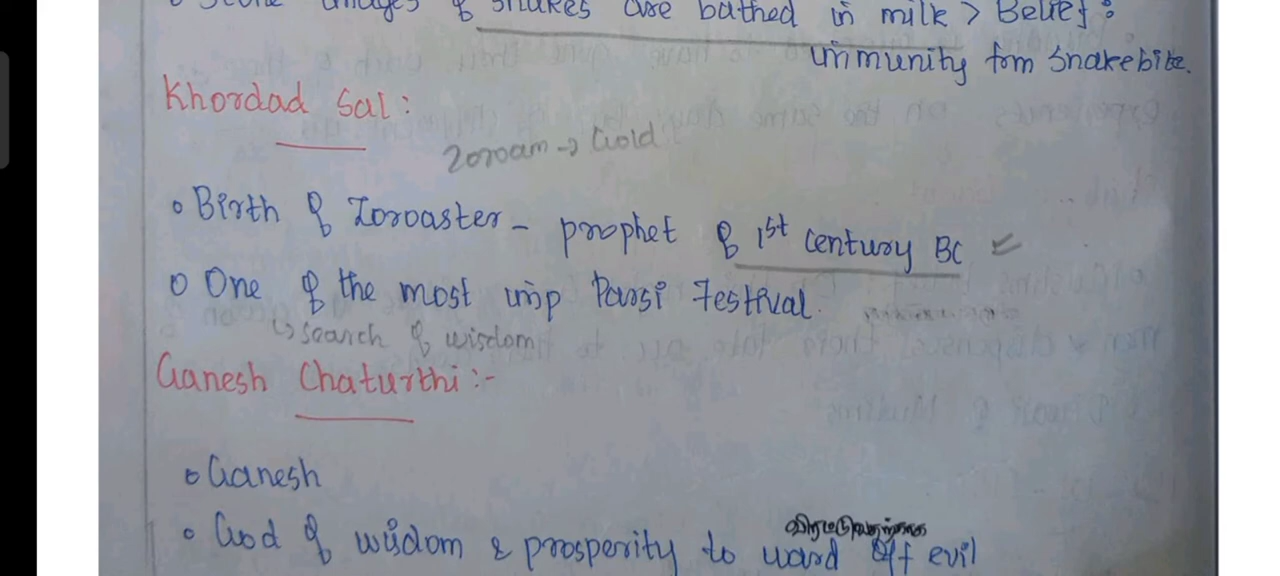 Stone images of snakes are bathed in milk > Belief:
immunity from snakebite.
Khordad Sal:
Zoroam → Gold
• Birth of Zoroaster - prophet of 1st century BC
• One of the most imp Parsi Festival.
↳ search of wisdom
Ganesh Chaturthi :-
• Ganesh
• God of wisdom & prosperity to ward off evil